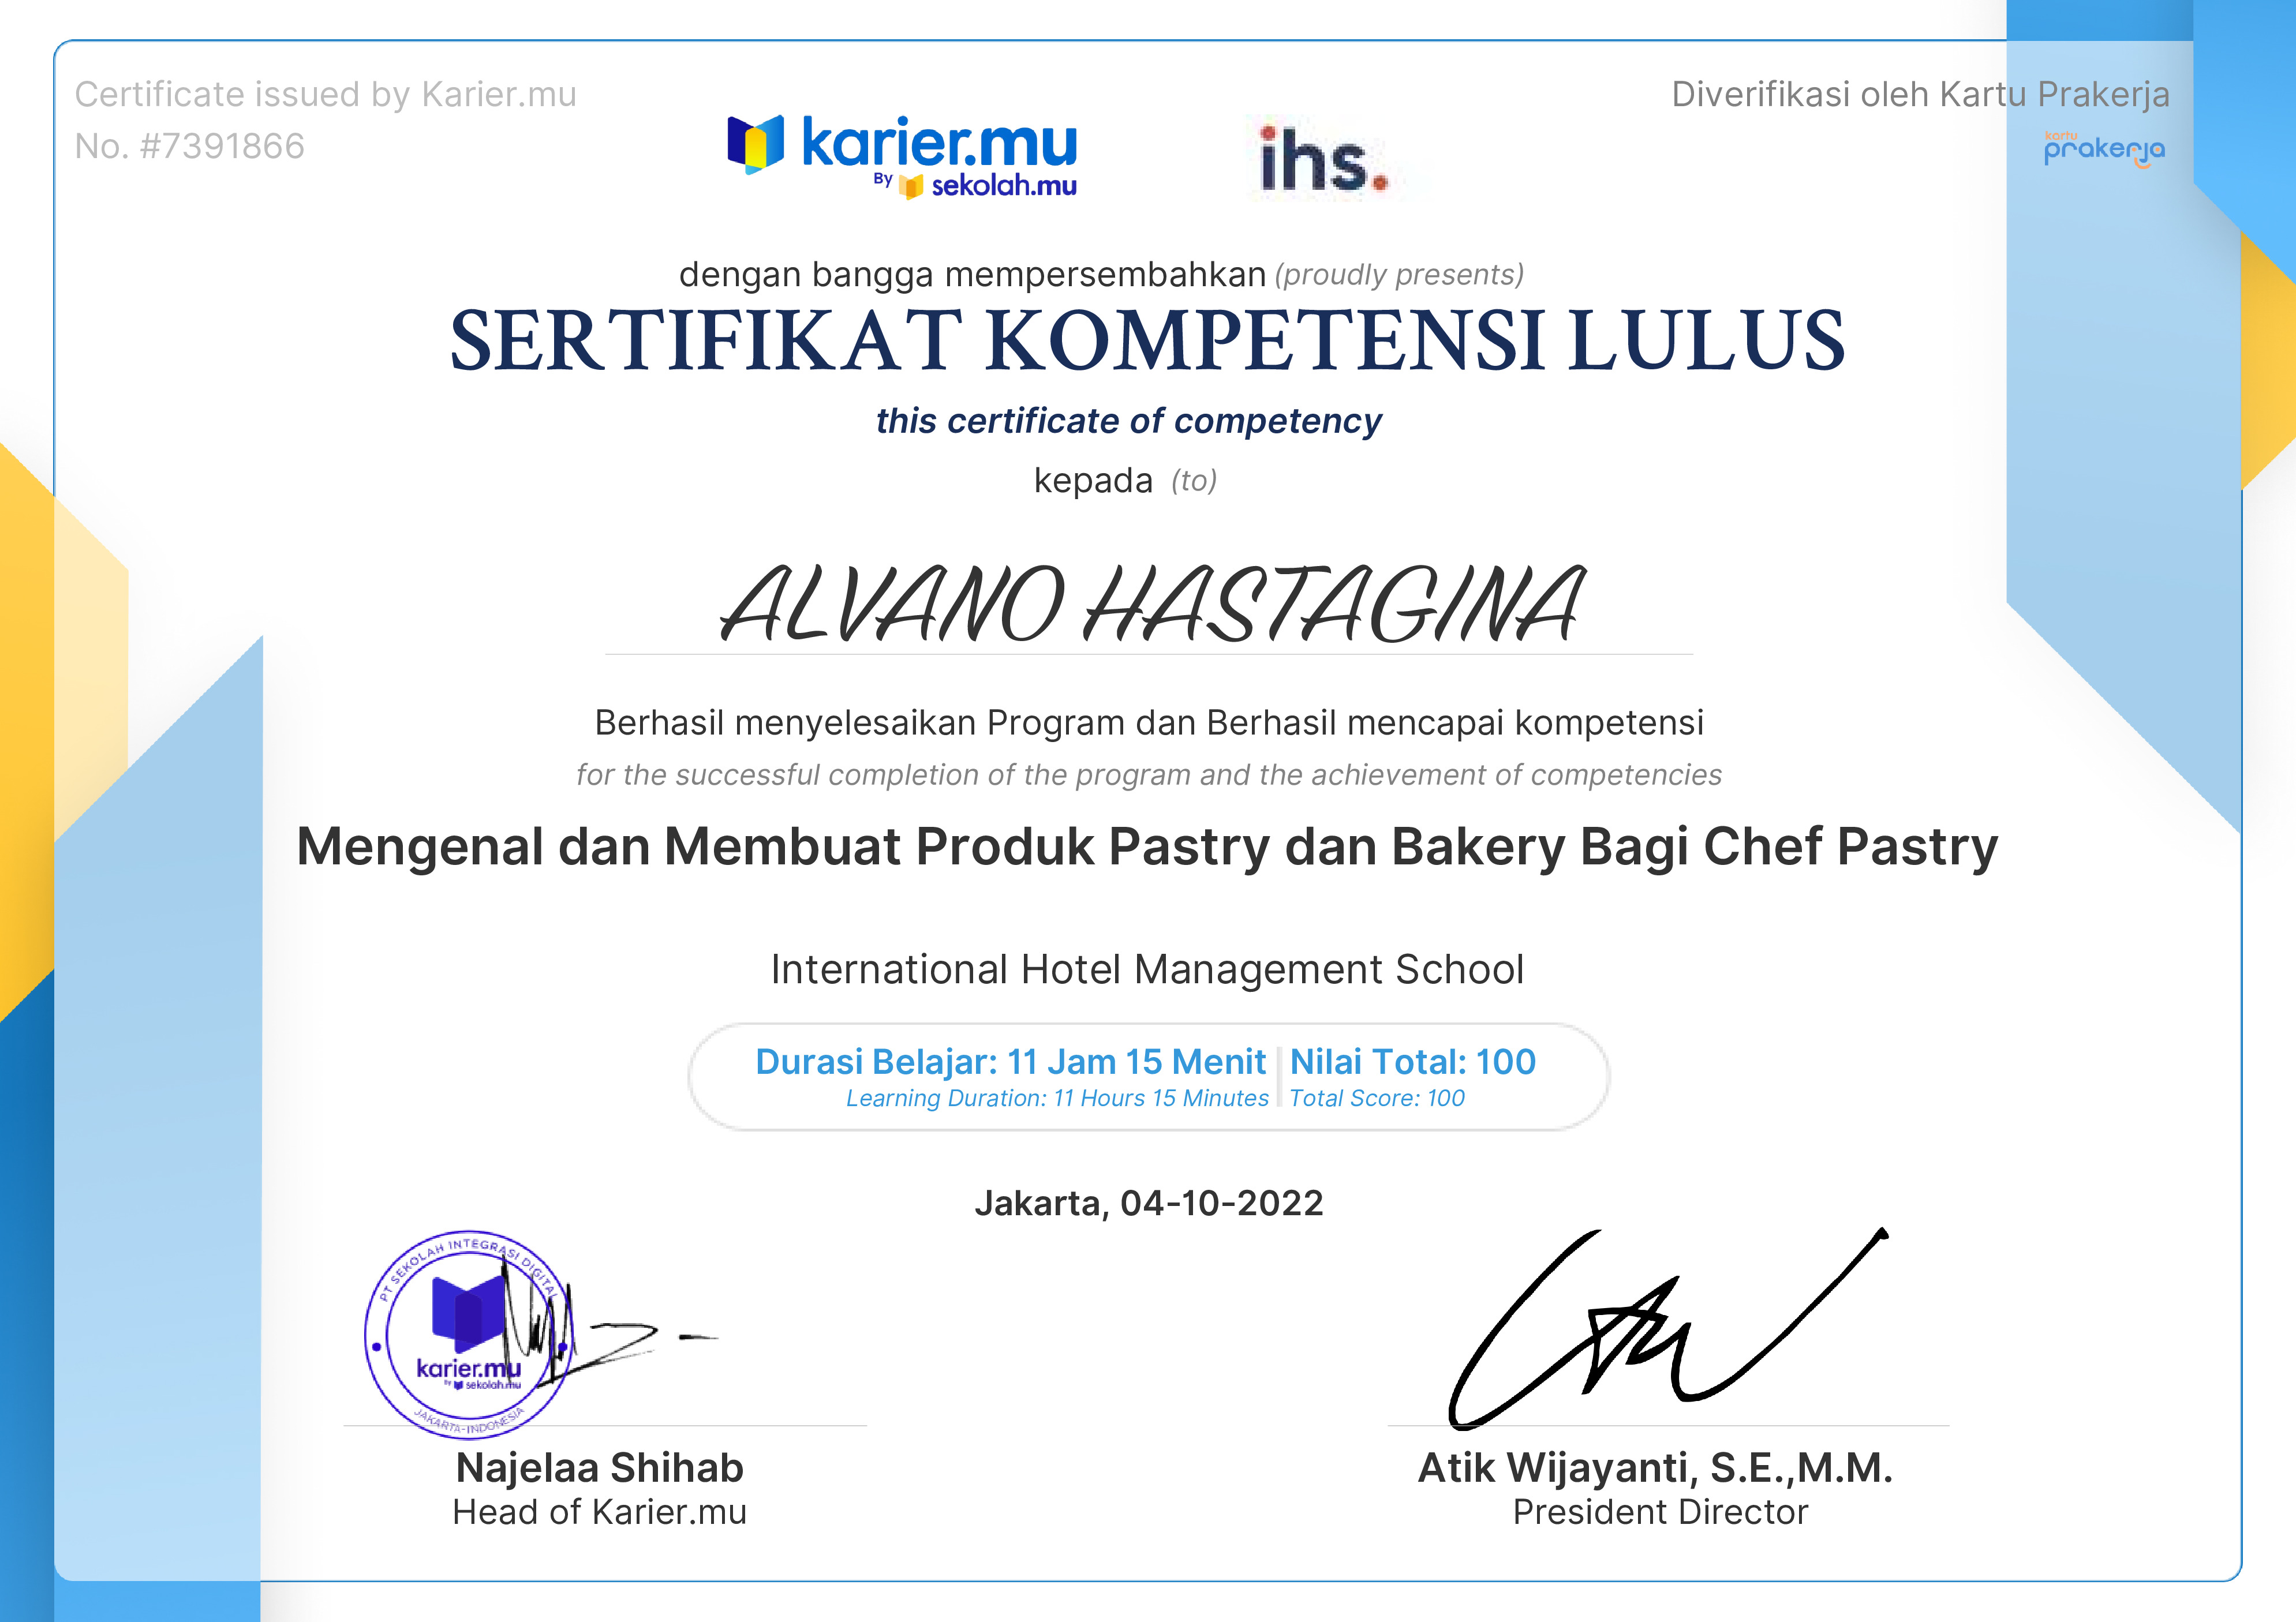 Certificate issued by Karier.mu
No. #7391866
Diverifikasi oleh Kartu Prakerja
kartu
prakerja
karier.mu
By sekolah.mu
ihs.
dengan bangga mempersembahkan (proudly presents)
SERTIFIKAT KOMPETENSI LULUS
this certificate of competency
kepada (to)
ALVANO HASTAGINA
Berhasil menyelesaikan Program dan Berhasil mencapai kompetensi
for the successful completion of the program and the achievement of competencies
Mengenal dan Membuat Produk Pastry dan Bakery Bagi Chef Pastry
International Hotel Management School
Durasi Belajar: 11 Jam 15 Menit | Nilai Total: 100
Learning Duration: 11 Hours 15 Minutes | Total Score: 100
Jakarta, 04-10-2022
PT SEKOLAH INTEGRASI DIGITAL
karier.mu
by sekolah.mu
JAKARTA-INDONESIA
Najelaa Shihab
Head of Karier.mu
Atik Wijayanti, S.E.,M.M.
President Director